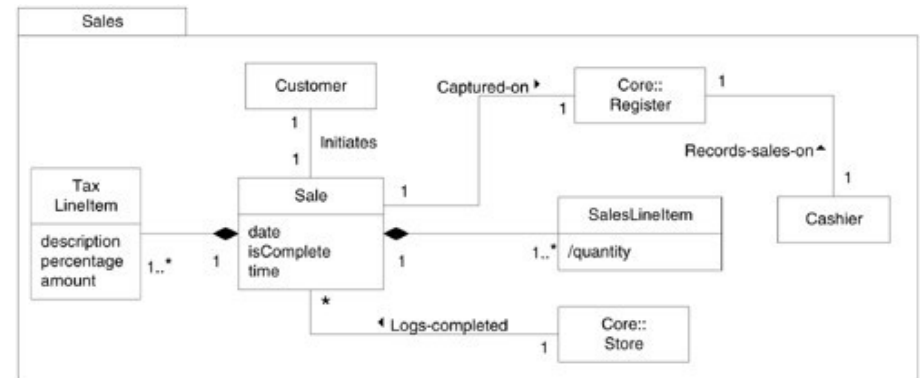 Sales
Customer
1
Initiates
1
Captured-on
1
1
Core::
Register
1
Records-sales-on
1
Cashier
Tax
LineItem
description
percentage
amount
1..*
1
Sale
date
isComplete
time
1
1..*
SalesLineItem
/quantity
*
Logs-completed
1
Core::
Store